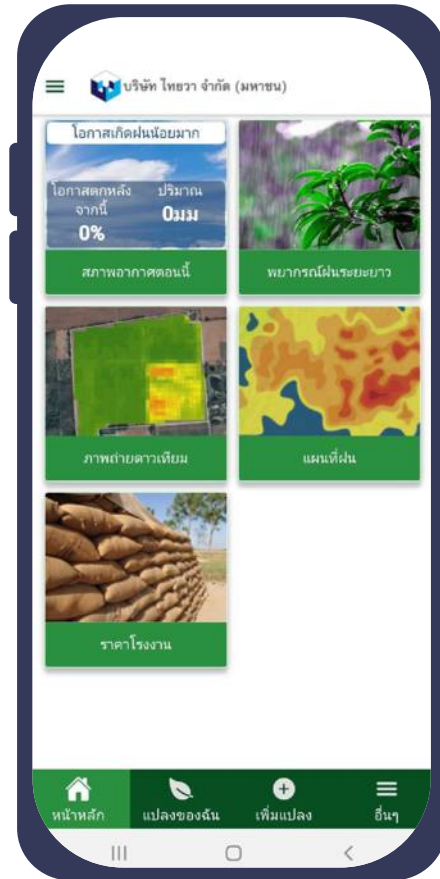 บริษัท ไทยวา จำกัด (มหาชน)
โอกาสเกิดฝนน้อยมาก
โอกาสตกหลังจากนี้
0%
ปริมาณ
0มม
สภาพอากาศตอนนี้
พยากรณ์ฝนระยะยาว
ภาพถ่ายดาวเทียม
แผนที่ฝน
ราคาโรงงาน
หน้าหลัก
แปลงของฉัน
เพิ่มแปลง
อื่นๆ